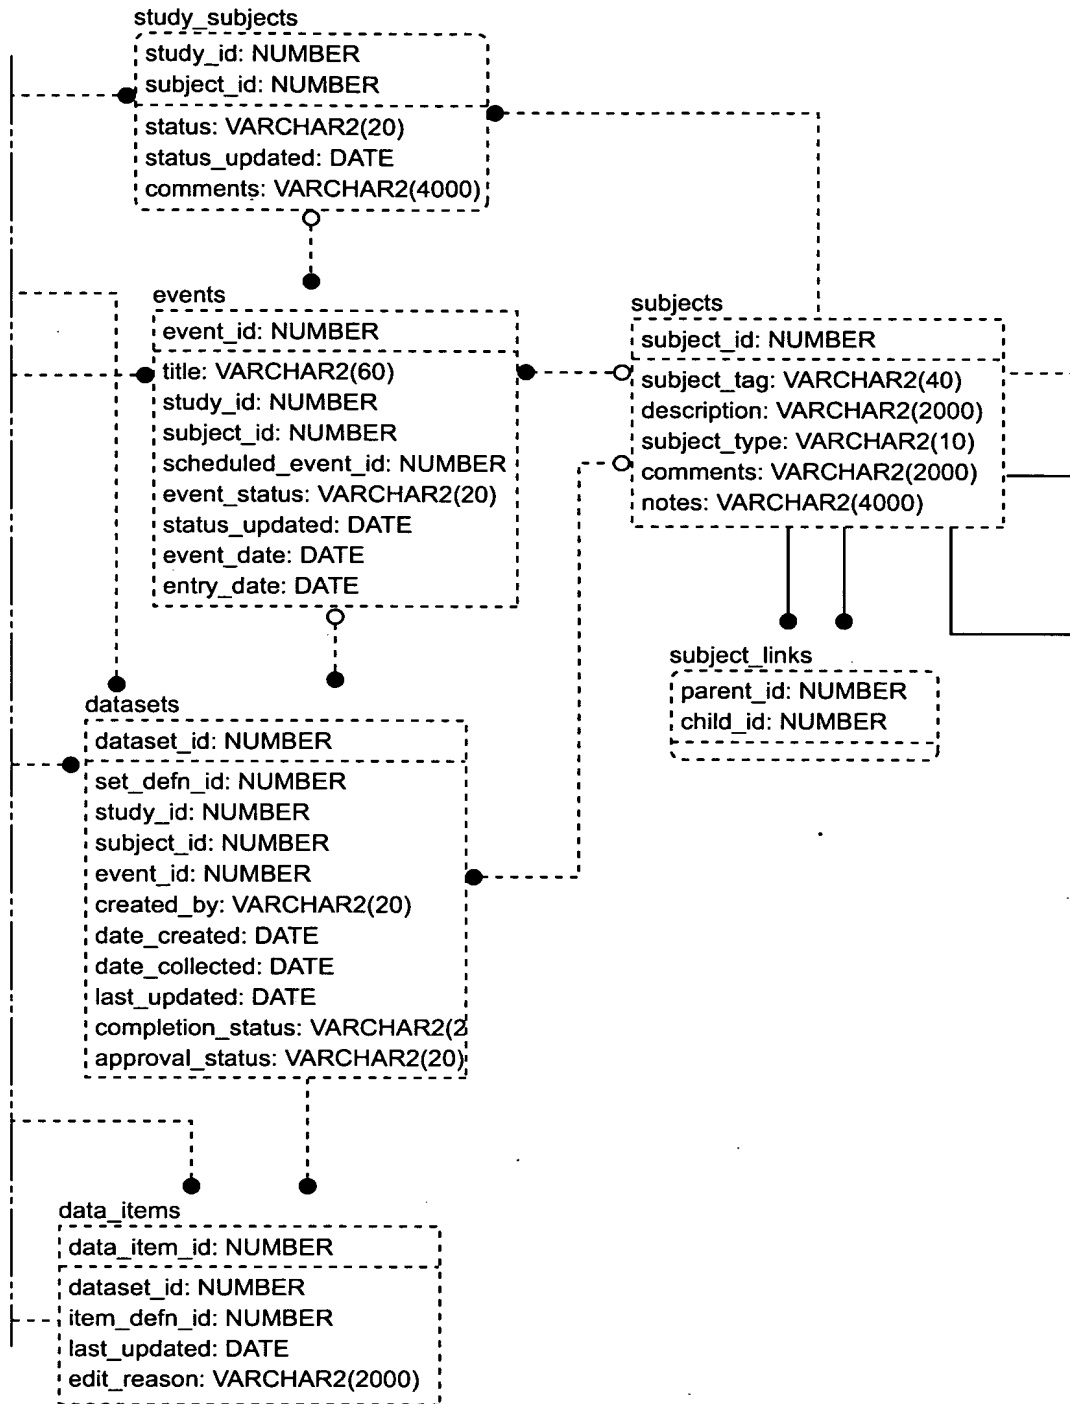 study_subjects
study_id: NUMBER
subject_id: NUMBER
status: VARCHAR2(20)
status_updated: DATE
comments: VARCHAR2(4000)
events
event_id: NUMBER
title: VARCHAR2(60)
study_id: NUMBER
subject_id: NUMBER
scheduled_event_id: NUMBER
event_status: VARCHAR2(20)
status_updated: DATE
event_date: DATE
entry_date: DATE
subjects
subject_id: NUMBER
subject_tag: VARCHAR2(40)
description: VARCHAR2(2000)
subject_type: VARCHAR2(10)
comments: VARCHAR2(2000)
notes: VARCHAR2(4000)
subject_links
parent_id: NUMBER
child_id: NUMBER
datasets
dataset_id: NUMBER
set_defn_id: NUMBER
study_id: NUMBER
subject_id: NUMBER
event_id: NUMBER
created_by: VARCHAR2(20)
date_created: DATE
date_collected: DATE
last_updated: DATE
completion_status: VARCHAR2(2
approval_status: VARCHAR2(20)
data_items
data_item_id: NUMBER
dataset_id: NUMBER
item_defn_id: NUMBER
last_updated: DATE
edit_reason: VARCHAR2(2000)